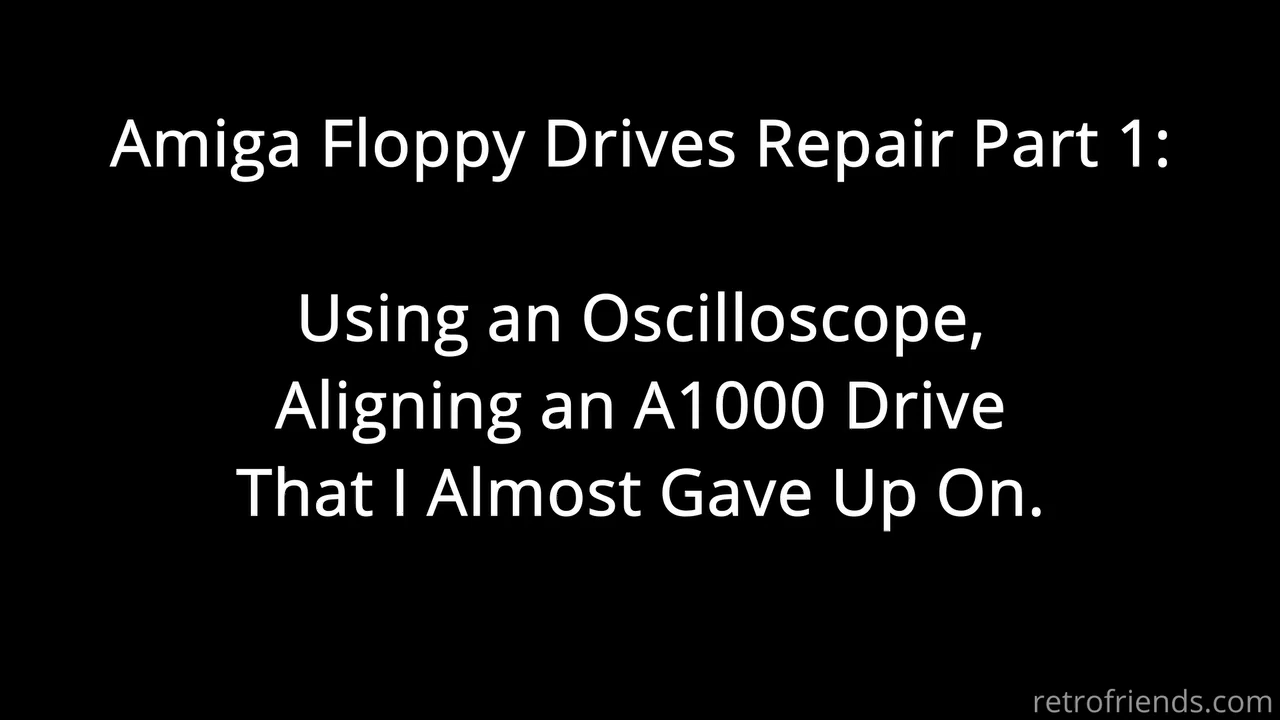 Amiga Floppy Drives Repair Part 1:
Using an Oscilloscope,
Aligning an A1000 Drive
That I Almost Gave Up On.
retrofriends.com